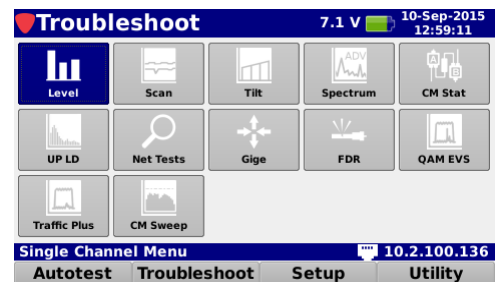 Troubleshoot 7.1 V 10-Sep-2015
12:59:11
ADV A B
Level Scan Tilt Spectrum CM Stat
UP LD Net Tests Gige FDR QAM EVS
Traffic Plus CM Sweep
Single Channel Menu 10.2.100.136
Autotest Troubleshoot Setup Utility